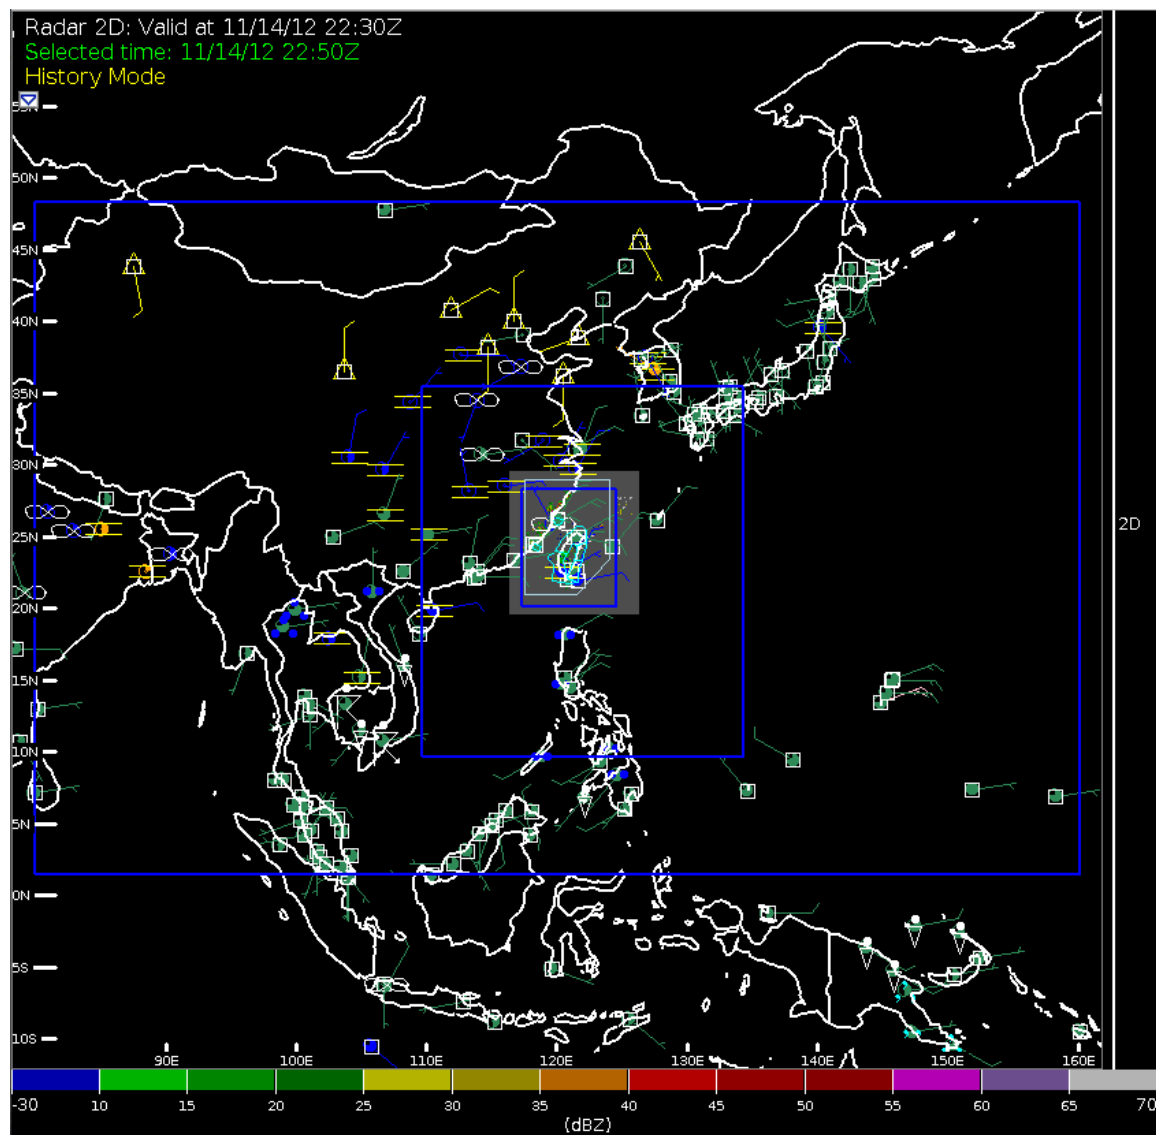 Radar 2D: Valid at 11/14/12 22:30Z
Selected time: 11/14/12 22:50Z
History Mode
50N
45N
40N
35N
30N
25N
20N
15N
10N
5N
0N
5S
10S
90E 100E 110E 120E 130E 140E 150E 160E
-30 10 15 20 25 30 35 40 45 50 55 60 65 70
(dBZ)
2D